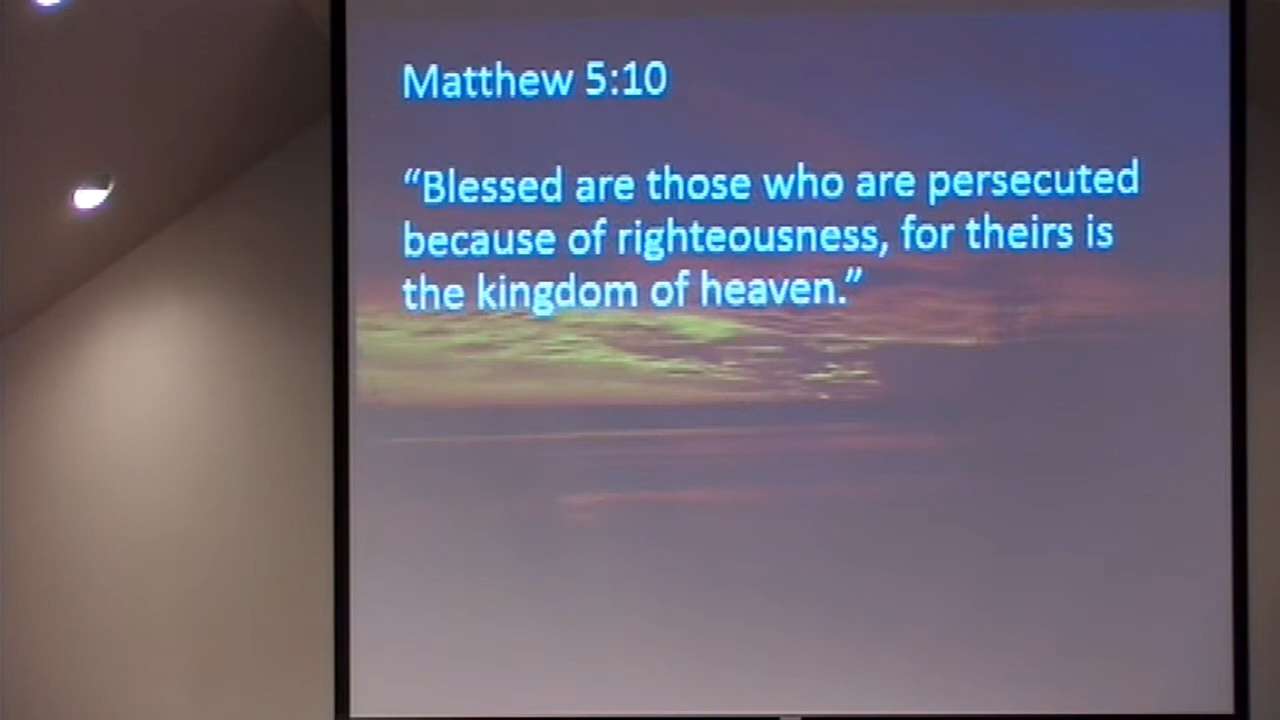 Matthew 5:10
“Blessed are those who are persecuted
because of righteousness, for theirs is
the kingdom of heaven.”